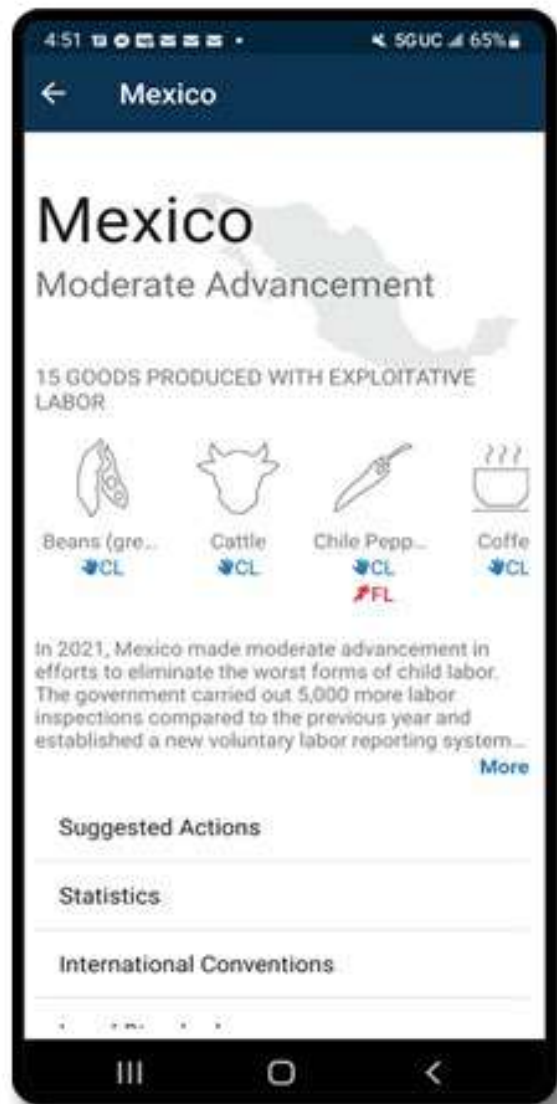 4:51
5GUC 65%
Mexico
Mexico
Moderate Advancement
15 GOODS PRODUCED WITH EXPLOITATIVE
LABOR
Beans (gre... Cattle Chile Pepp... Coffe
CL CL CL CL
FL
In 2021, Mexico made moderate advancement in
efforts to eliminate the worst forms of child labor.
The government carried out 5,000 more labor
inspections compared to the previous year and
established a new voluntary labor reporting system...
More
Suggested Actions
Statistics
International Conventions